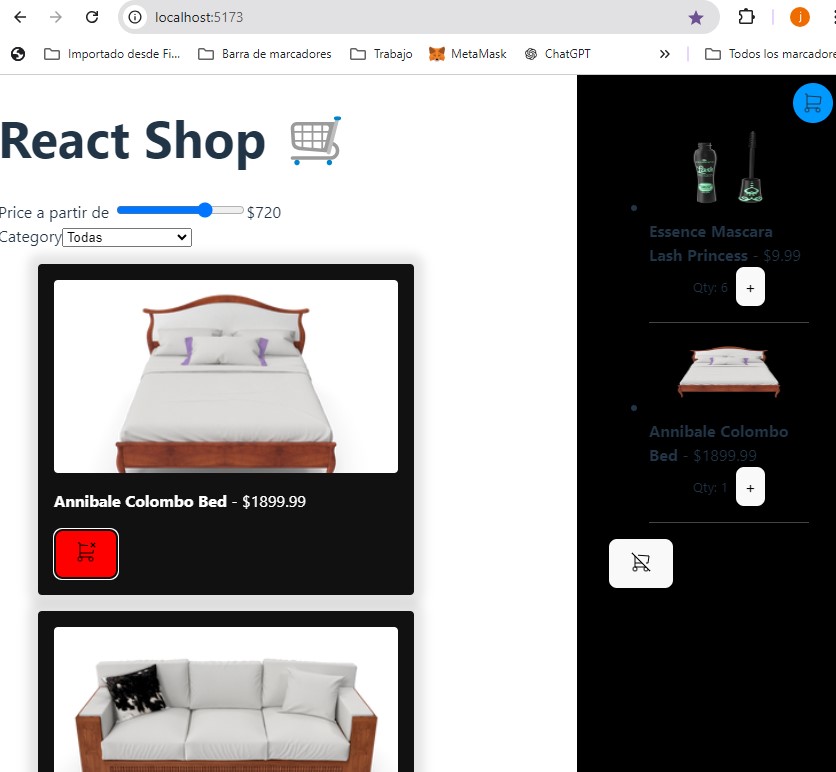 localhost:5173
j
Importado desde Fi...
Barra de marcadores
Trabajo
MetaMask
ChatGPT
»
Todos los marcadore
React Shop
Price a partir de $720
Category Todas
Annibale Colombo Bed - $1899.99
Essence Mascara
Lash Princess - $9.99
Qty: 6 +
Annibale Colombo
Bed - $1899.99
Qty: 1 +